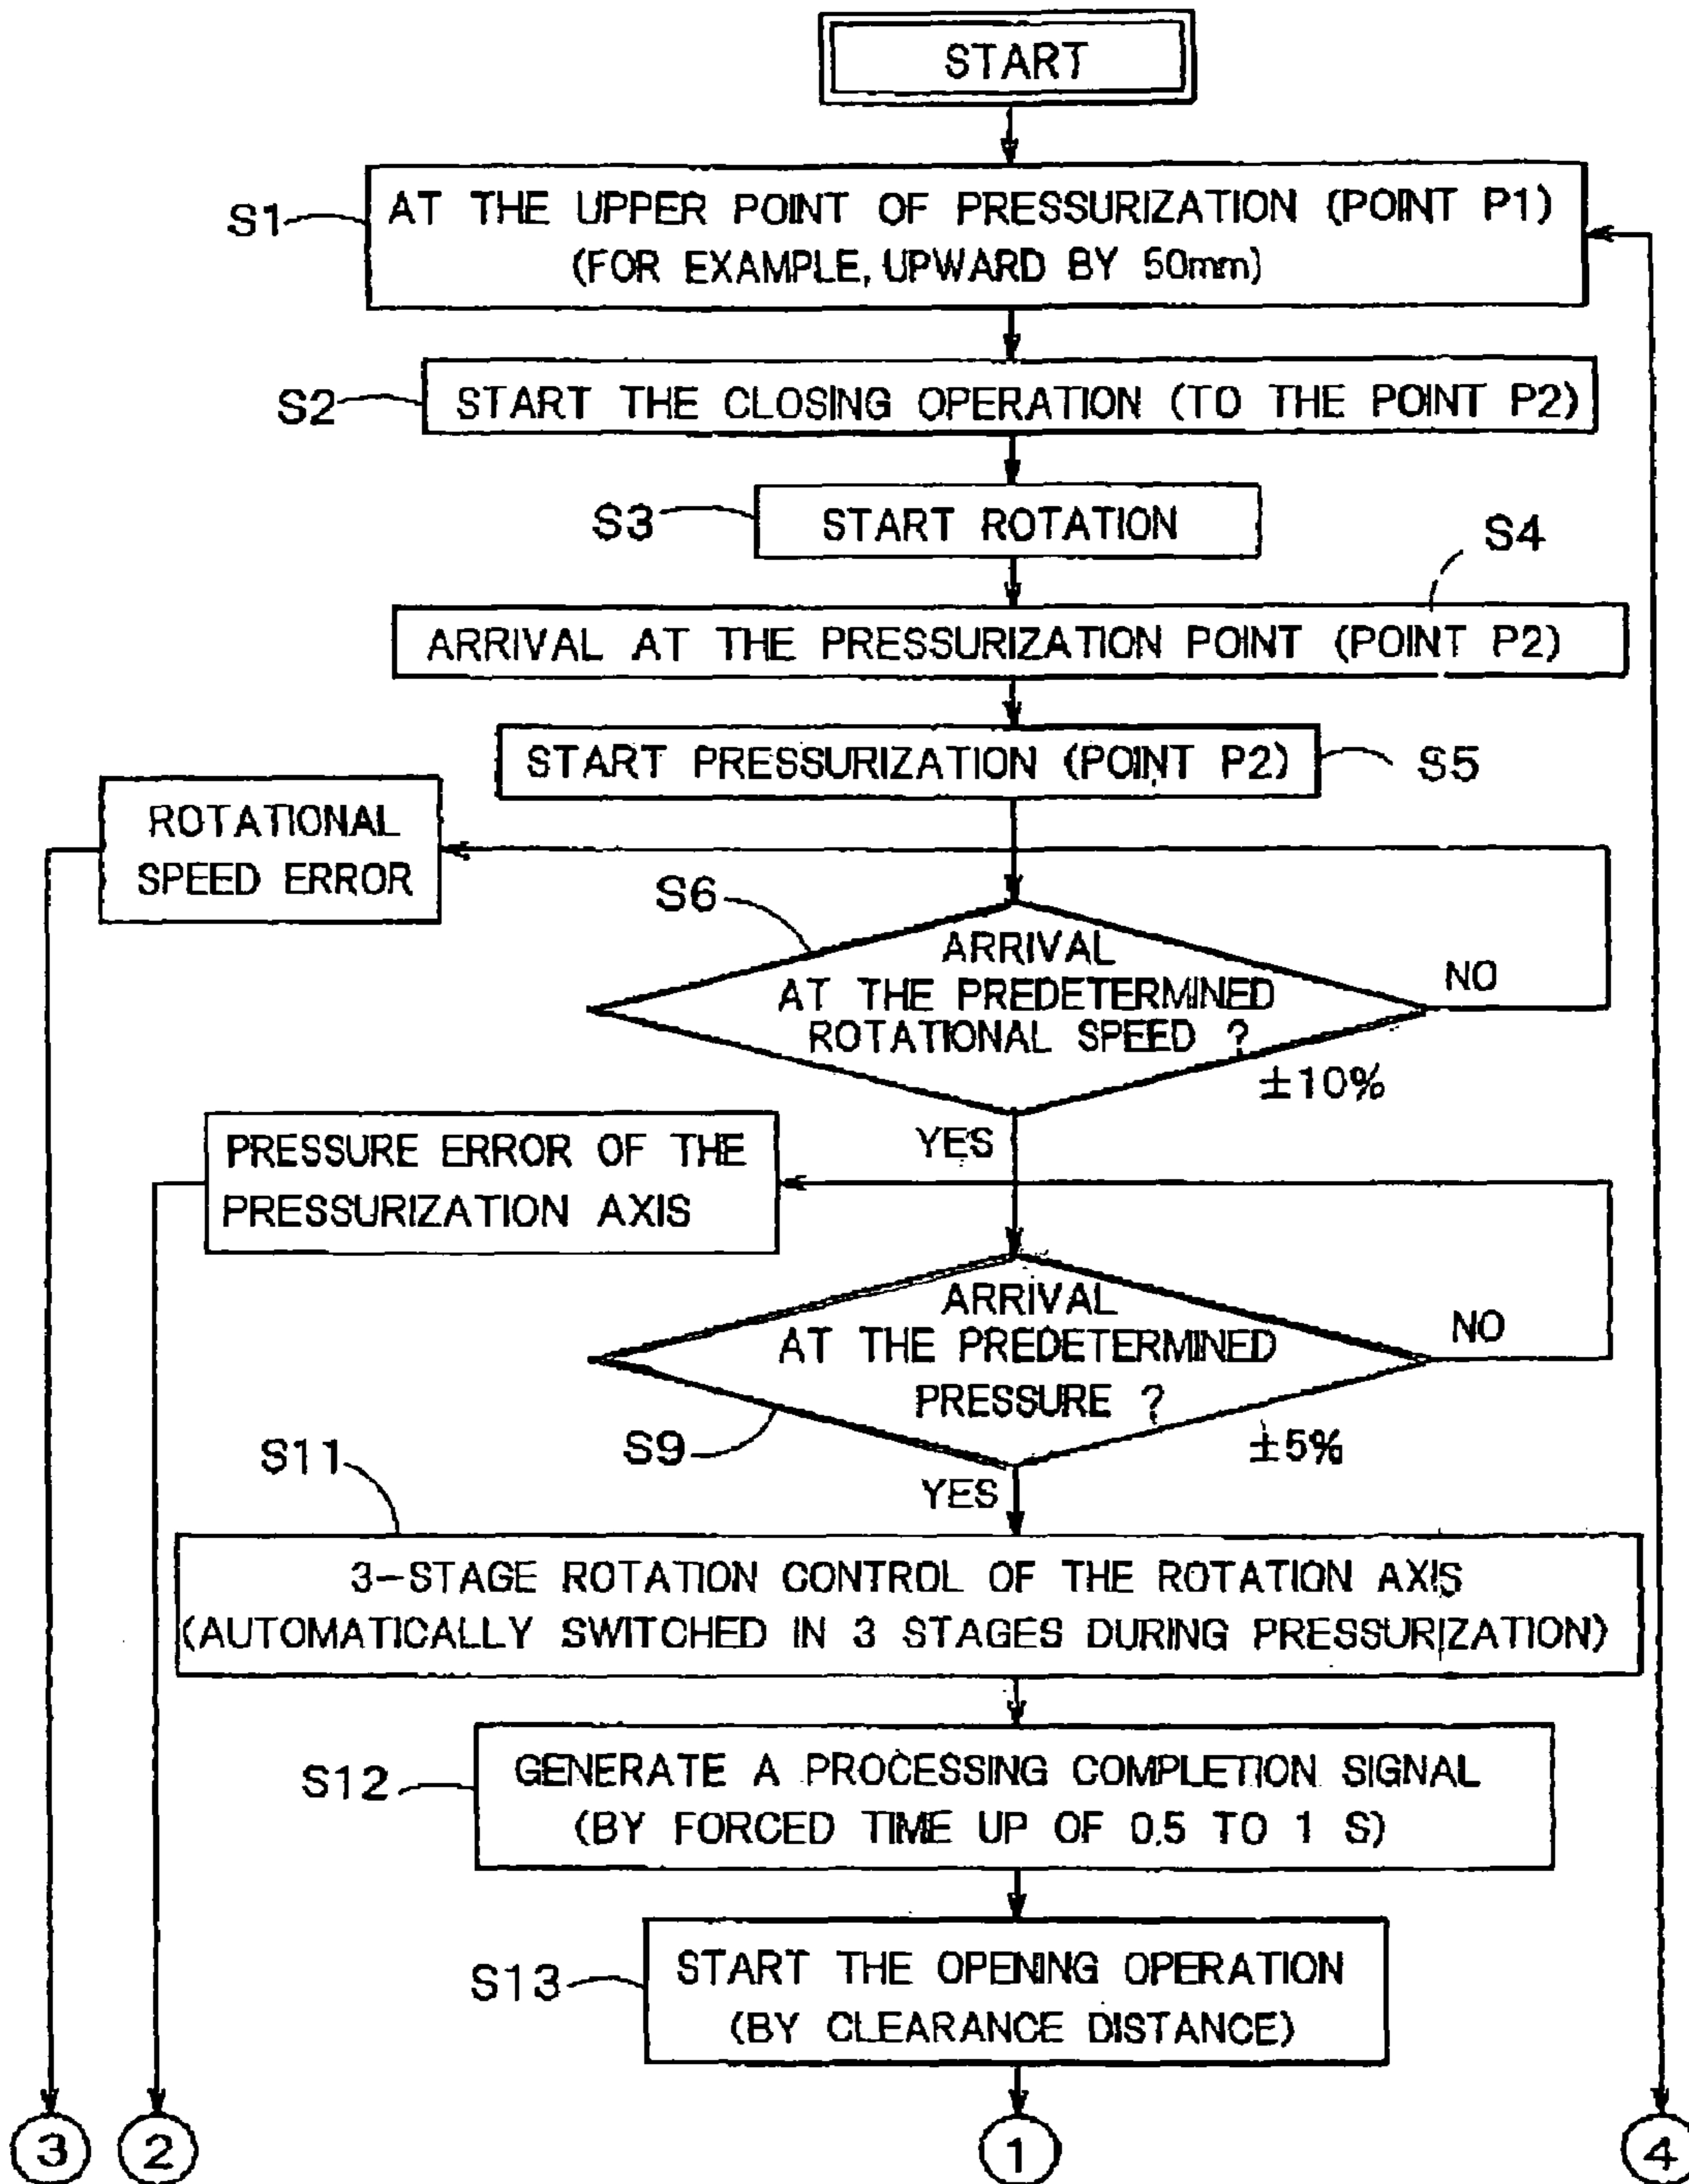 START
S1
AT THE UPPER POINT OF PRESSURIZATION (POINT P1)
(FOR EXAMPLE, UPWARD BY 50mm)
S2
START THE CLOSING OPERATION (TO THE POINT P2)
S3
START ROTATION
S4
ARRIVAL AT THE PRESSURIZATION POINT (POINT P2)
START PRESSURIZATION (POINT P2)
S5
ROTATIONAL
SPEED ERROR
S6
ARRIVAL
AT THE PREDETERMINED
ROTATIONAL SPEED ?
NO
±10%
YES
PRESSURE ERROR OF THE
PRESSURIZATION AXIS
ARRIVAL
AT THE PREDETERMINED
PRESSURE ?
NO
S9
±5%
YES
S11
3-STAGE ROTATION CONTROL OF THE ROTATION AXIS
(AUTOMATICALLY SWITCHED IN 3 STAGES DURING PRESSURIZATION)
S12
GENERATE A PROCESSING COMPLETION SIGNAL
(BY FORCED TIME UP OF 0.5 TO 1 S)
S13
START THE OPENING OPERATION
(BY CLEARANCE DISTANCE)
3
2
1
4